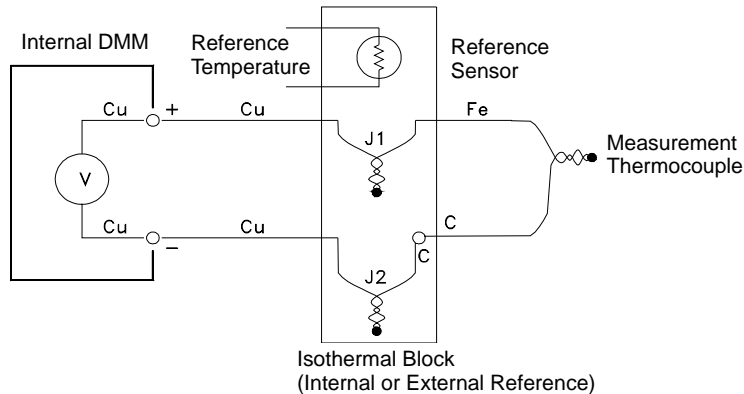 Internal DMM
Reference
Temperature
Reference
Sensor
Cu
+
Cu
Fe
J1
Measurement
Thermocouple
V
Cu
−
Cu
C
C
J2
Isothermal Block
(Internal or External Reference)